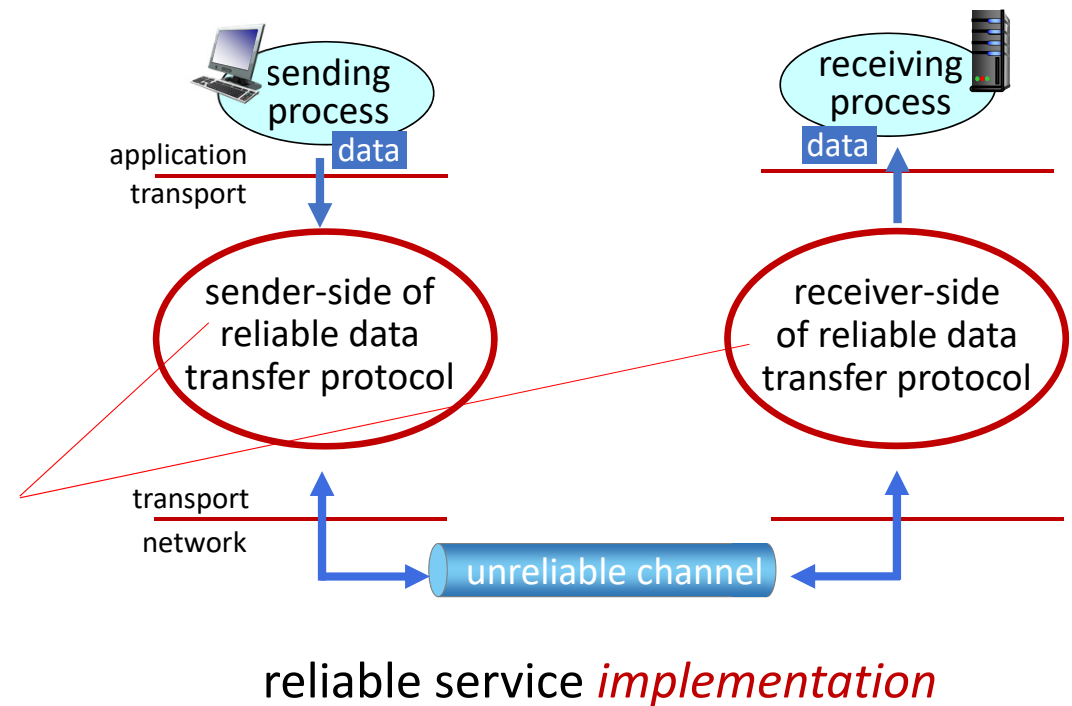 sending
process
data
application
transport
sender-side of
reliable data
transfer protocol
transport
network
receiving
process
data
receiver-side
of reliable data
transfer protocol
unreliable channel
reliable service implementation